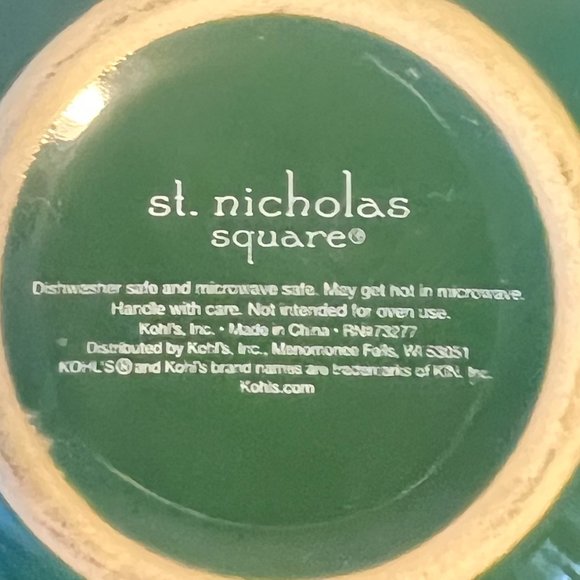 st. nicholas
square®
Dishwasher safe and microwave safe. May get hot in microwave.
Handle with care. Not intended for oven use.
Kohl's, Inc. • Made in China • RN#73277
Distributed by Kohl's, Inc., Menomonee Falls, WI 53051
KOHL'S® and Kohl's brand names are trademarks of KIN, Inc.
Kohls.com